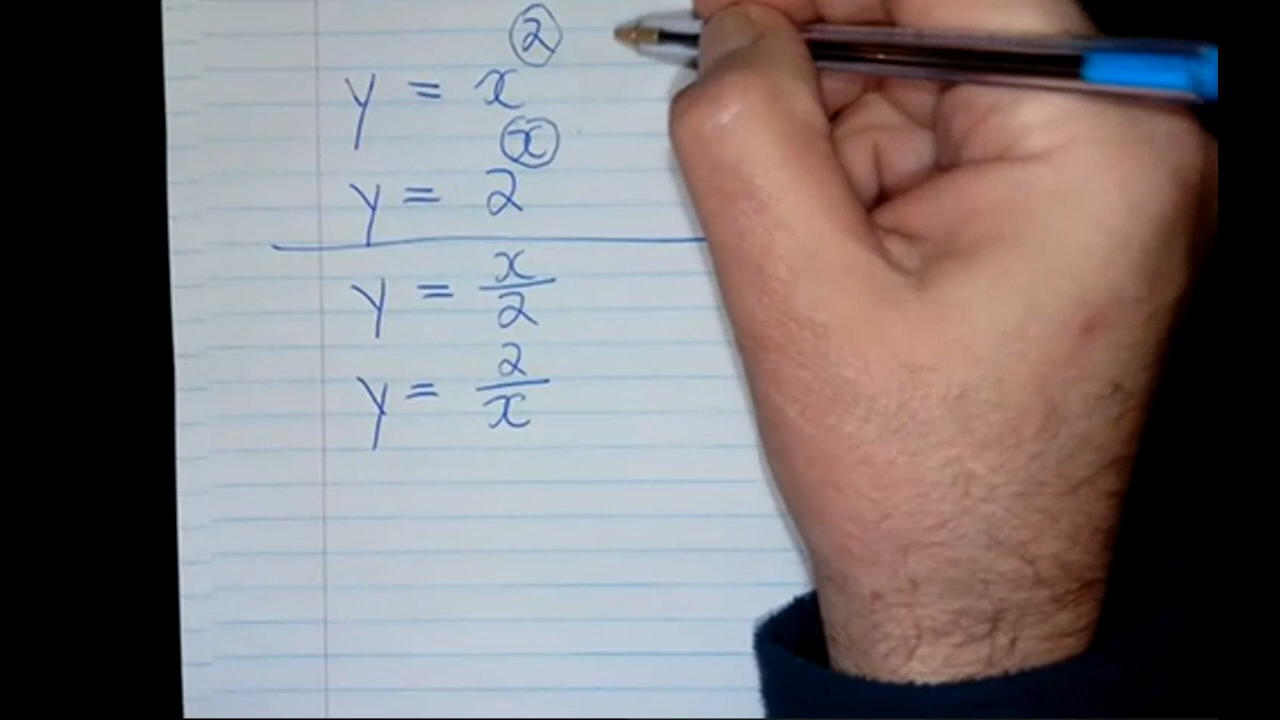 y = x²
y = 2ˣ
y = x/2
y = 2/x